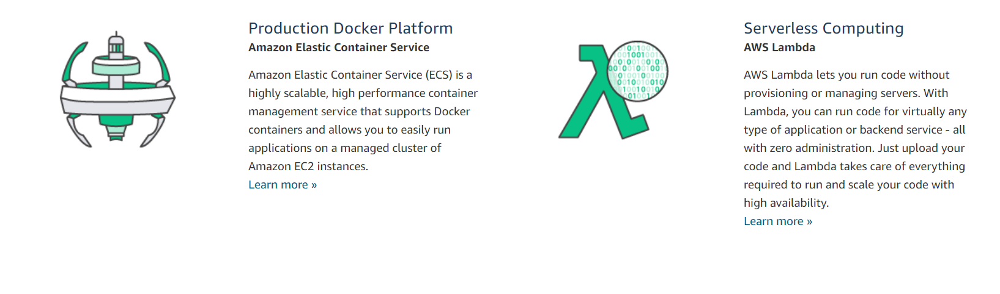 Production Docker Platform
Amazon Elastic Container Service
Amazon Elastic Container Service (ECS) is a
highly scalable, high performance container
management service that supports Docker
containers and allows you to easily run
applications on a managed cluster of
Amazon EC2 instances.
Learn more »
Serverless Computing
AWS Lambda
AWS Lambda lets you run code without
provisioning or managing servers. With
Lambda, you can run code for virtually any
type of application or backend service - all
with zero administration. Just upload your
code and Lambda takes care of everything
required to run and scale your code with
high availability.
Learn more »